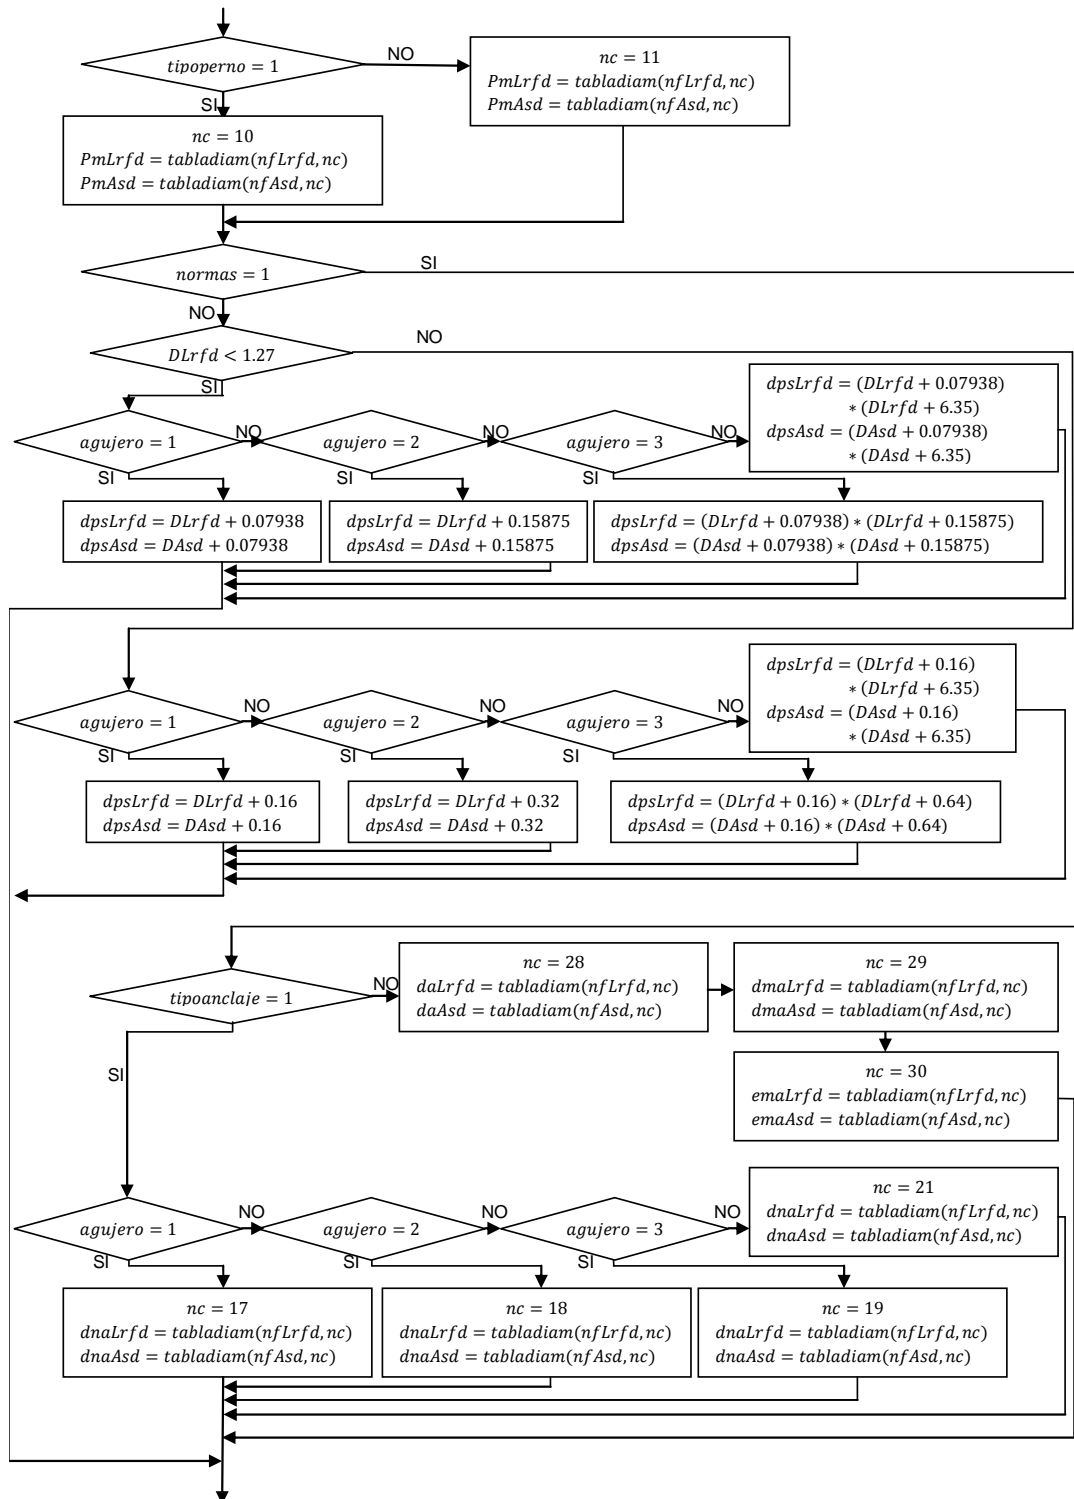 tipoperno = 1
NO
nc = 11
PmLrfd = tabladiam(nfLrfd, nc)
PmAsd = tabladiam(nfAsd, nc)
SI
nc = 10
PmLrfd = tabladiam(nfLrfd, nc)
PmAsd = tabladiam(nfAsd, nc)
normas = 1
SI
NO
DLrfd < 1.27
NO
SI
agujero = 1
NO
agujero = 2
NO
agujero = 3
NO
dpsLrfd = (DLrfd + 0.07938)
∗ (DLrfd + 6.35)
dpsAsd = (DAsd + 0.07938)
∗ (DAsd + 6.35)
SI
SI
SI
dpsLrfd = DLrfd + 0.07938
dpsAsd = DAsd + 0.07938
dpsLrfd = DLrfd + 0.15875
dpsAsd = DAsd + 0.15875
dpsLrfd = (DLrfd + 0.07938) ∗ (DLrfd + 0.15875)
dpsAsd = (DAsd + 0.07938) ∗ (DAsd + 0.15875)
agujero = 1
NO
agujero = 2
NO
agujero = 3
NO
dpsLrfd = (DLrfd + 0.16)
∗ (DLrfd + 6.35)
dpsAsd = (DAsd + 0.16)
∗ (DAsd + 6.35)
SI
SI
SI
dpsLrfd = DLrfd + 0.16
dpsAsd = DAsd + 0.16
dpsLrfd = DLrfd + 0.32
dpsAsd = DAsd + 0.32
dpsLrfd = (DLrfd + 0.16) ∗ (DLrfd + 0.64)
dpsAsd = (DAsd + 0.16) ∗ (DAsd + 0.64)
tipoanclaje = 1
NO
nc = 28
daLrfd = tabladiam(nfLrfd, nc)
daAsd = tabladiam(nfAsd, nc)
nc = 29
dmaLrfd = tabladiam(nfLrfd, nc)
dmaAsd = tabladiam(nfAsd, nc)
SI
nc = 30
emaLrfd = tabladiam(nfLrfd, nc)
emaAsd = tabladiam(nfAsd, nc)
agujero = 1
NO
agujero = 2
NO
agujero = 3
NO
nc = 21
dnaLrfd = tabladiam(nfLrfd, nc)
dnaAsd = tabladiam(nfAsd, nc)
SI
SI
SI
nc = 17
dnaLrfd = tabladiam(nfLrfd, nc)
dnaAsd = tabladiam(nfAsd, nc)
nc = 18
dnaLrfd = tabladiam(nfLrfd, nc)
dnaAsd = tabladiam(nfAsd, nc)
nc = 19
dnaLrfd = tabladiam(nfLrfd, nc)
dnaAsd = tabladiam(nfAsd, nc)